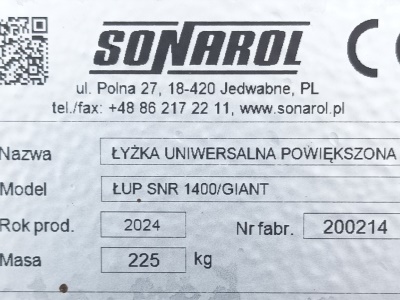 SONAROL
ul. Polna 27, 18-420 Jedwabne, PL
tel./fax: +48 86 217 22 11, www.sonarol.pl
Nazwa ŁYŻKA UNIWERSALNA POWIĘKSZONA
Model ŁUP SNR 1400/GIANT
Rok prod. 2024 Nr fabr. 200214
Masa 225 kg